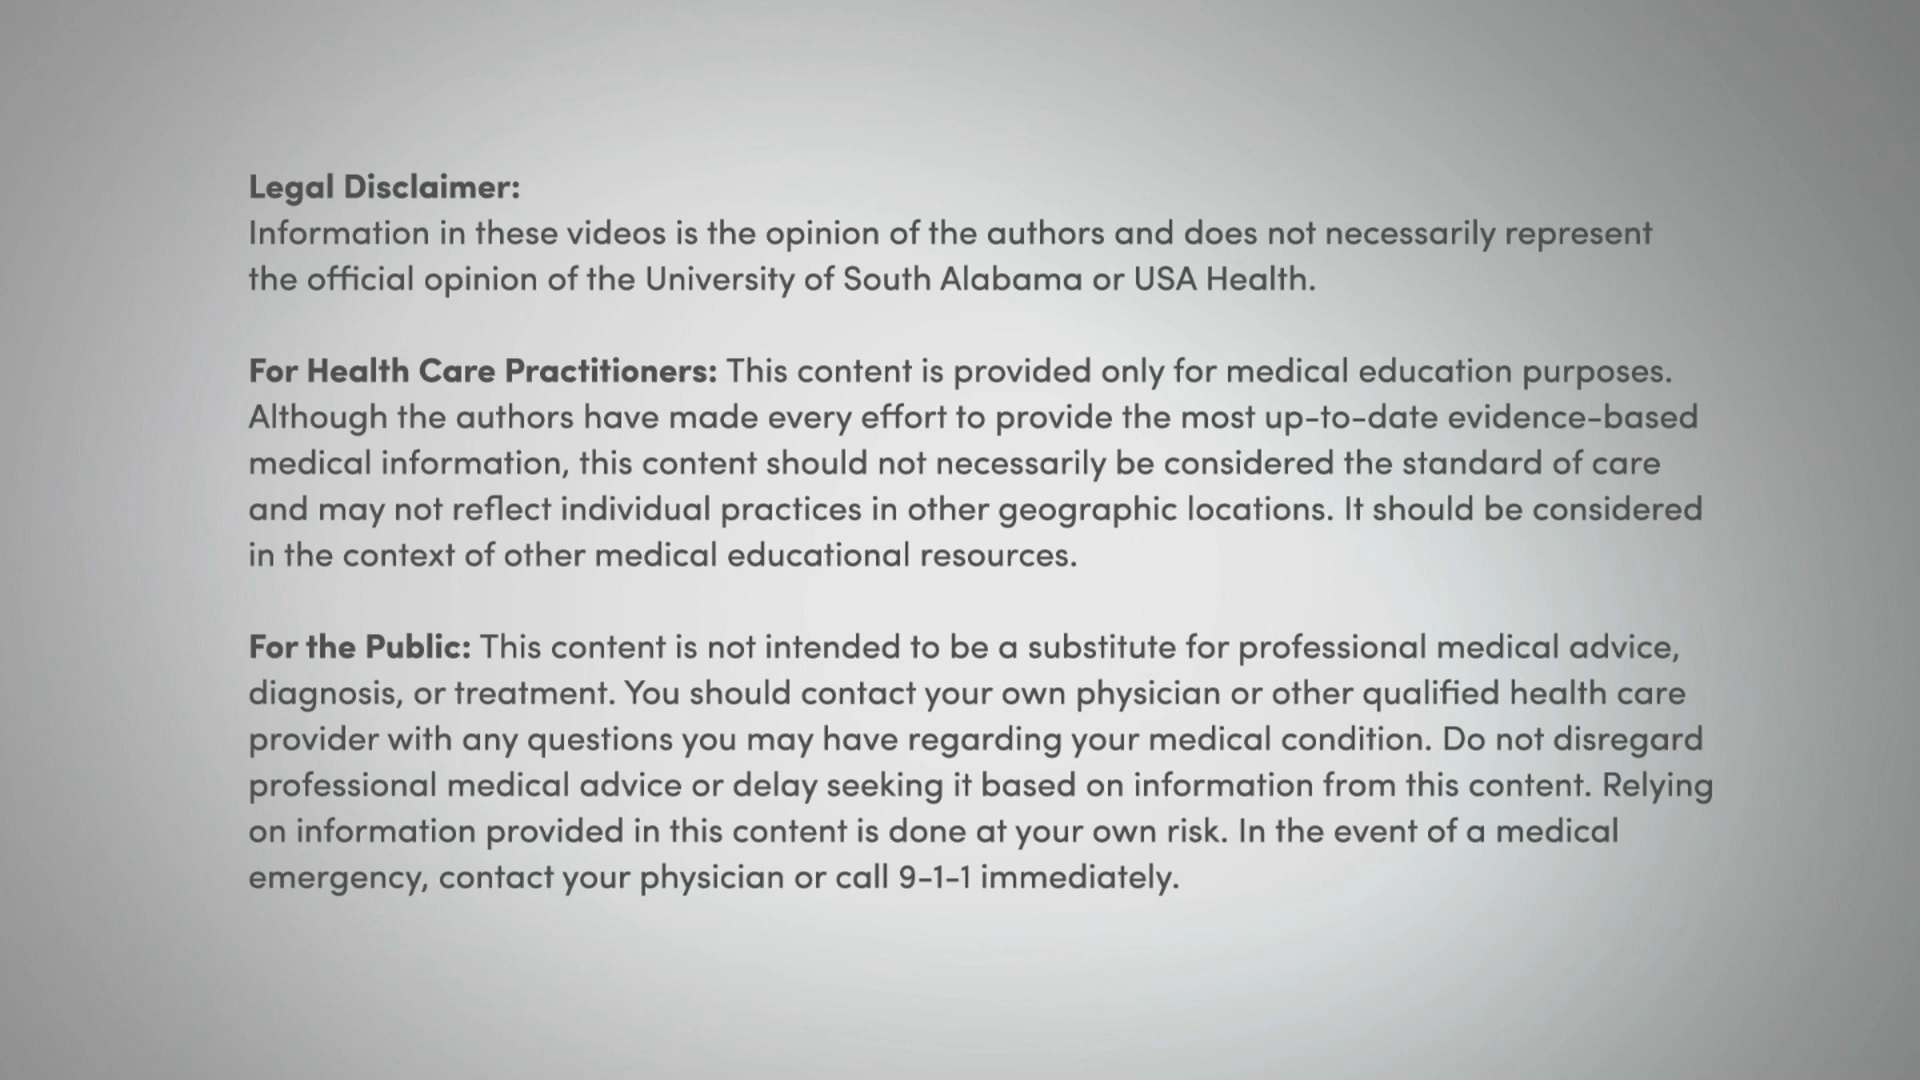 Legal Disclaimer:
Information in these videos is the opinion of the authors and does not necessarily represent
the official opinion of the University of South Alabama or USA Health.
For Health Care Practitioners: This content is provided only for medical education purposes.
Although the authors have made every effort to provide the most up-to-date evidence-based
medical information, this content should not necessarily be considered the standard of care
and may not reflect individual practices in other geographic locations. It should be considered
in the context of other medical educational resources.
For the Public: This content is not intended to be a substitute for professional medical advice,
diagnosis, or treatment. You should contact your own physician or other qualified health care
provider with any questions you may have regarding your medical condition. Do not disregard
professional medical advice or delay seeking it based on information from this content. Relying
on information provided in this content is done at your own risk. In the event of a medical
emergency, contact your physician or call 9-1-1 immediately.